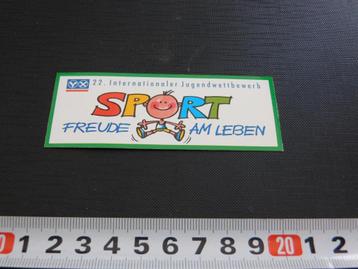 22. Internationaler Jugendwettbewerb
SPORT
FREUDE AM LEBEN
1 2 3 4 5 6 7 8 9 20 1 2